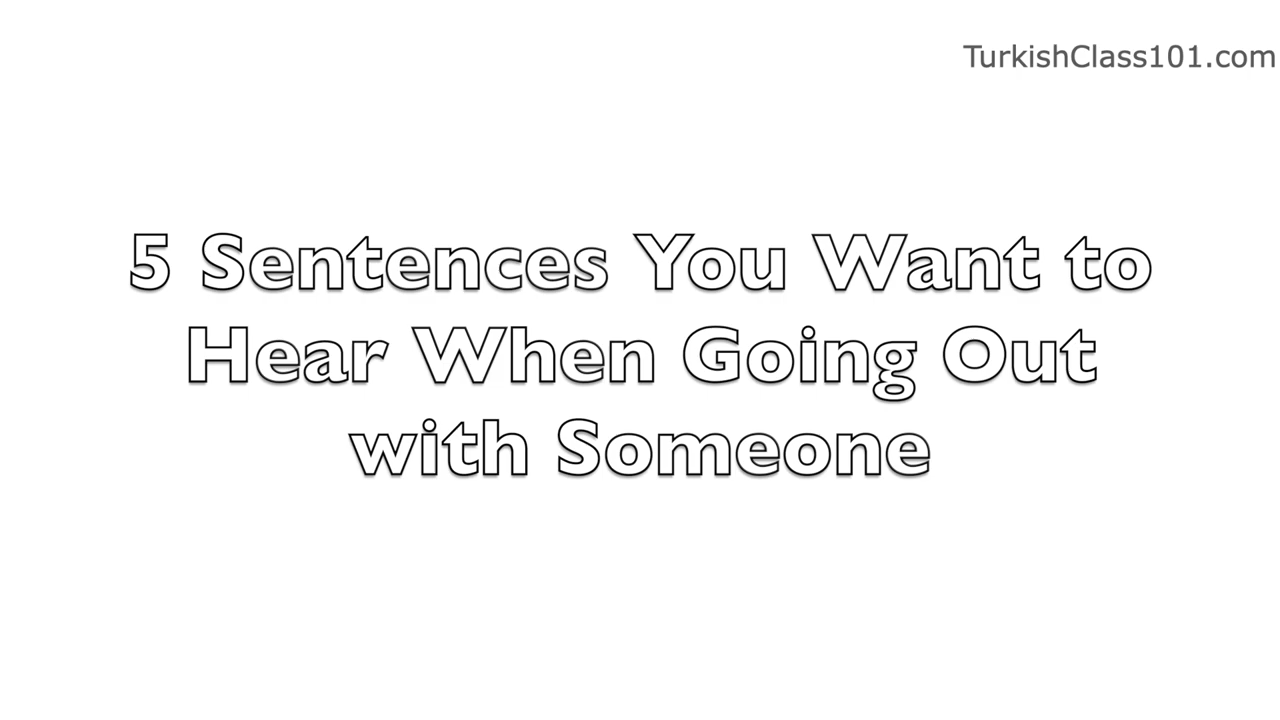 TurkishClass101.com
5 Sentences You Want to
Hear When Going Out
with Someone